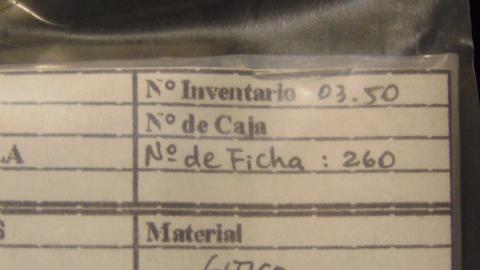 Nº Inventario 03.50
Nº de Caja
Nº de Ficha : 260
Material